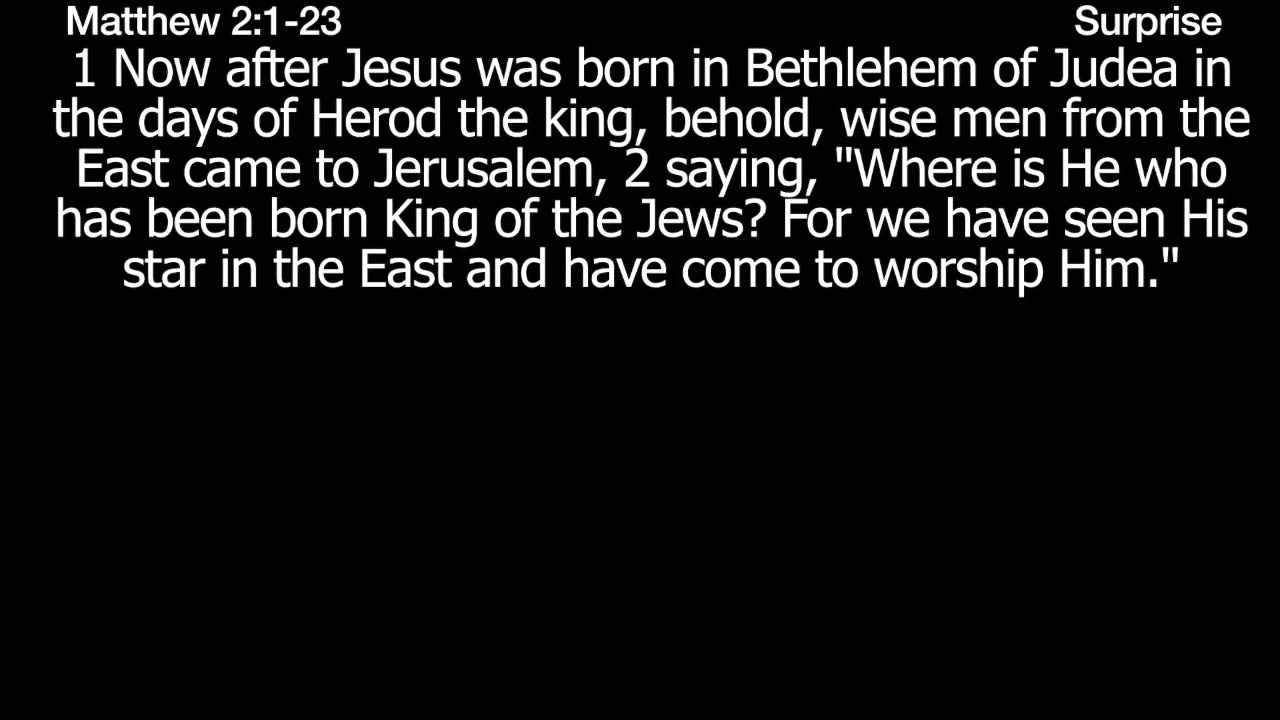 Matthew 2:1-23 Surprise
1 Now after Jesus was born in Bethlehem of Judea in
the days of Herod the king, behold, wise men from the
East came to Jerusalem, 2 saying, "Where is He who
has been born King of the Jews? For we have seen His
star in the East and have come to worship Him."